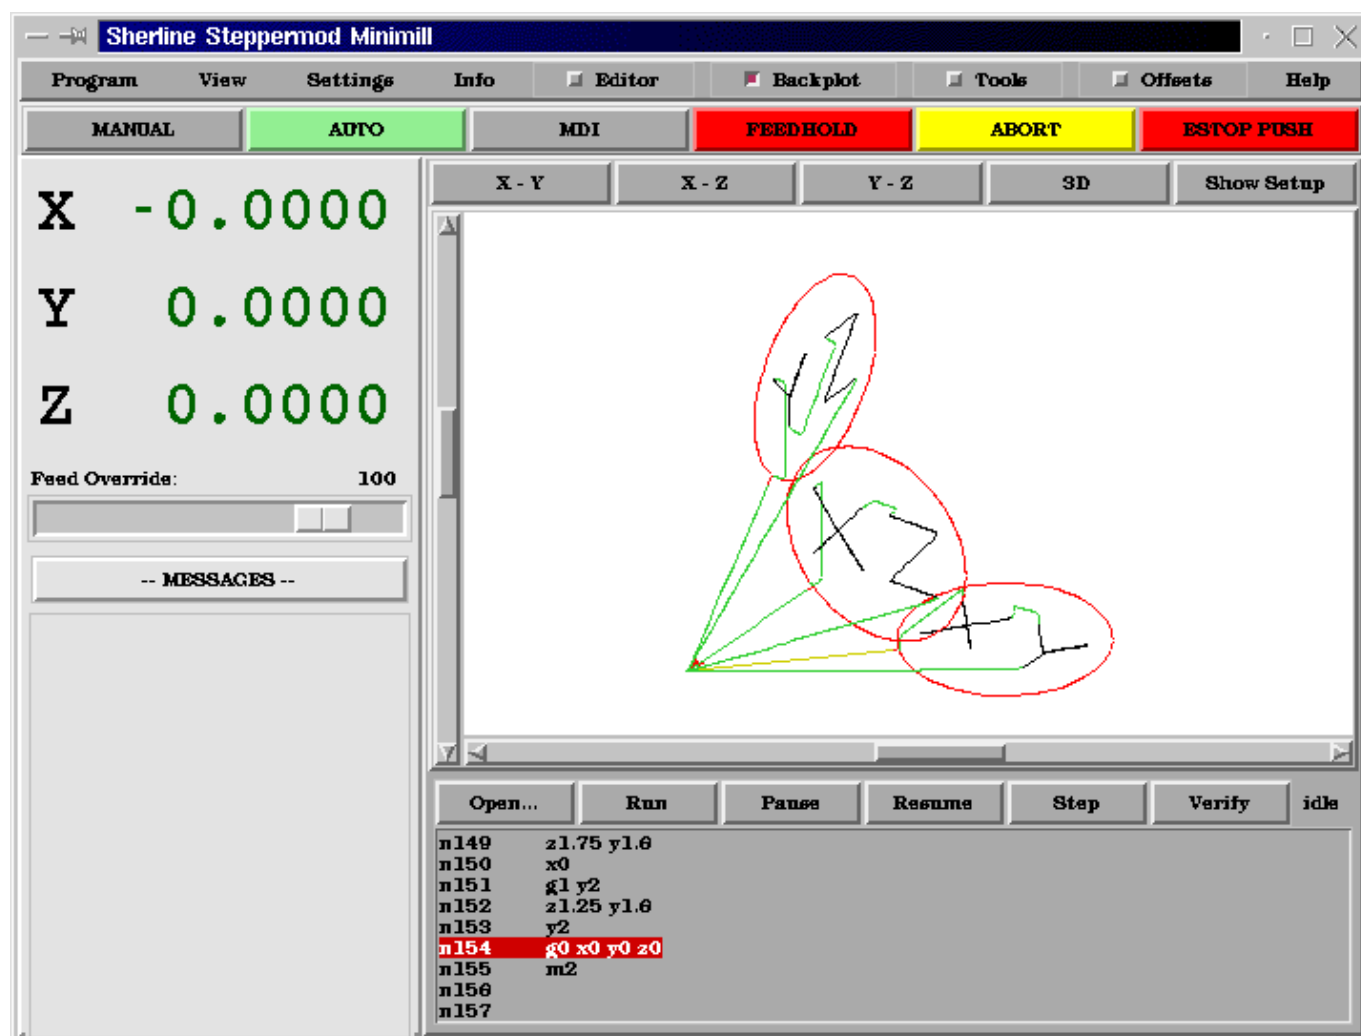 Sherline Steppermod Minimill
Program View Settings Info Editor Backplot Tools Offsets Help
MANUAL AUTO MDI FEEDHOLD ABORT ESTOP PUSH
X - Y X - Z Y - Z 3D Show Setup
X -0.0000
Y 0.0000
Z 0.0000
Feed Override: 100
-- MESSAGES --
Y Z
X Z
X Y
Open... Run Pause Resume Step Verify idle
n149 z1.75 y1.6
n150 x0
n151 g1 y2
n152 z1.25 y1.6
n153 y2
n154 g0 x0 y0 z0
n155 m2
n156
n157